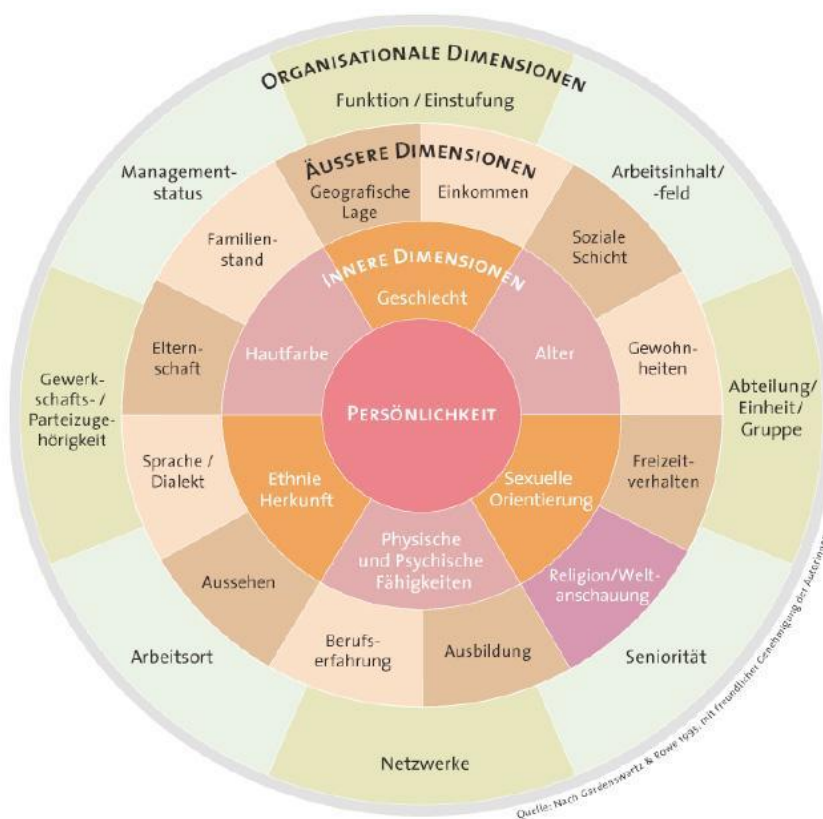 ORGANISATIONALE DIMENSIONEN
Funktion / Einstufung
Arbeitsinhalt/
-feld
Abteilung/
Einheit/
Gruppe
Seniorität
Netzwerke
Arbeitsort
Gewerk-
schafts- /
Parteizuge-
hörigkeit
Management-
status
ÄUSSERE DIMENSIONEN
Geografische
Lage
Einkommen
Soziale
Schicht
Gewohn-
heiten
Freizeit-
verhalten
Religion/Welt-
anschauung
Ausbildung
Berufs-
erfahrung
Aussehen
Sprache /
Dialekt
Eltern-
schaft
Familien-
stand
INNERE DIMENSIONEN
Geschlecht
Alter
Sexuelle
Orientierung
Physische
und Psychische
Fähigkeiten
Ethnie
Herkunft
Hautfarbe
PERSÖNLICHKEIT
Quelle: Nach Gardenswartz & Rowe 1995, mit freundlicher Genehmigung der